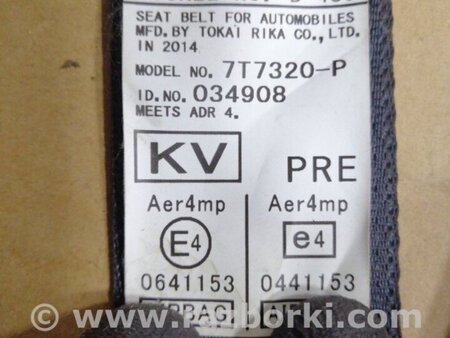 SEAT BELT FOR AUTOMOBILES
MFD. BY TOKAI RIKA CO., LTD.
IN 2014
MODEL NO. 7T7320-P
ID. NO. 034908
MEETS ADR 4.
KV PRE
Aer4mp Aer4mp
E4 e4
0641153 0441153
AIRBAG
© www.razborki.com